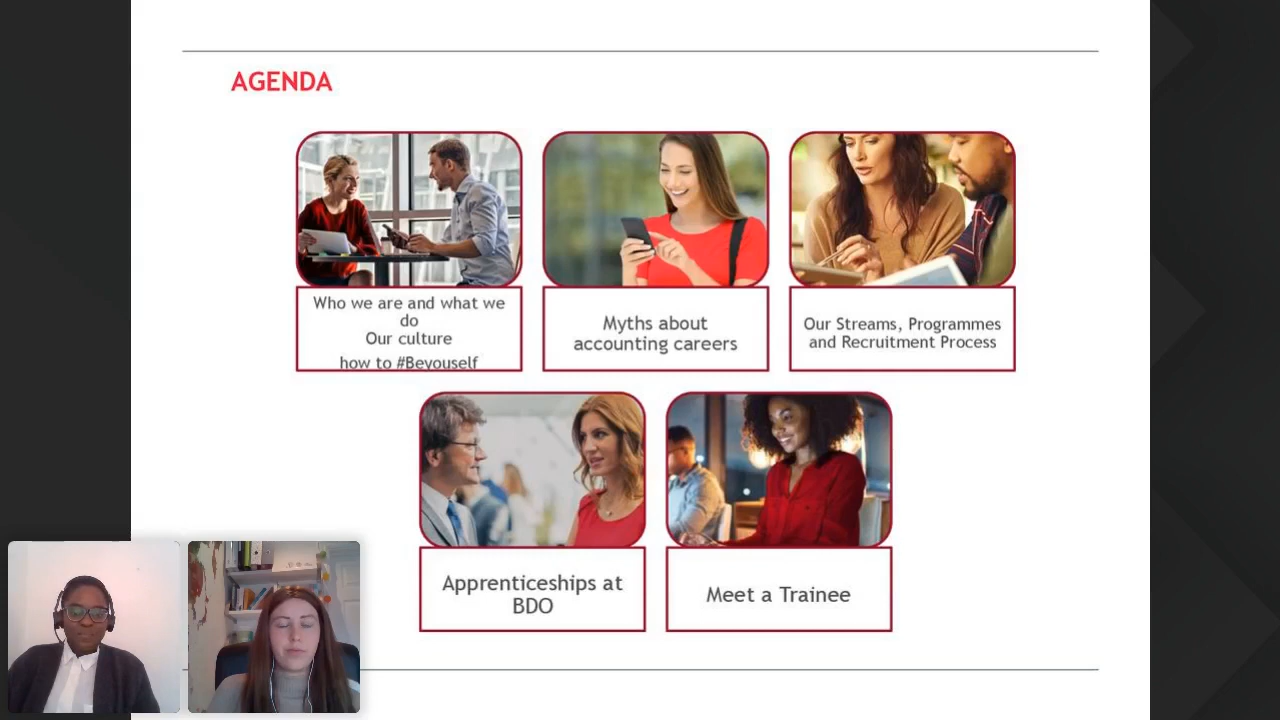 AGENDA
Who we are and what we
do
Our culture
how to #Beyouself
Myths about
accounting careers
Our Streams, Programmes
and Recruitment Process
Apprenticeships at
BDO
Meet a Trainee